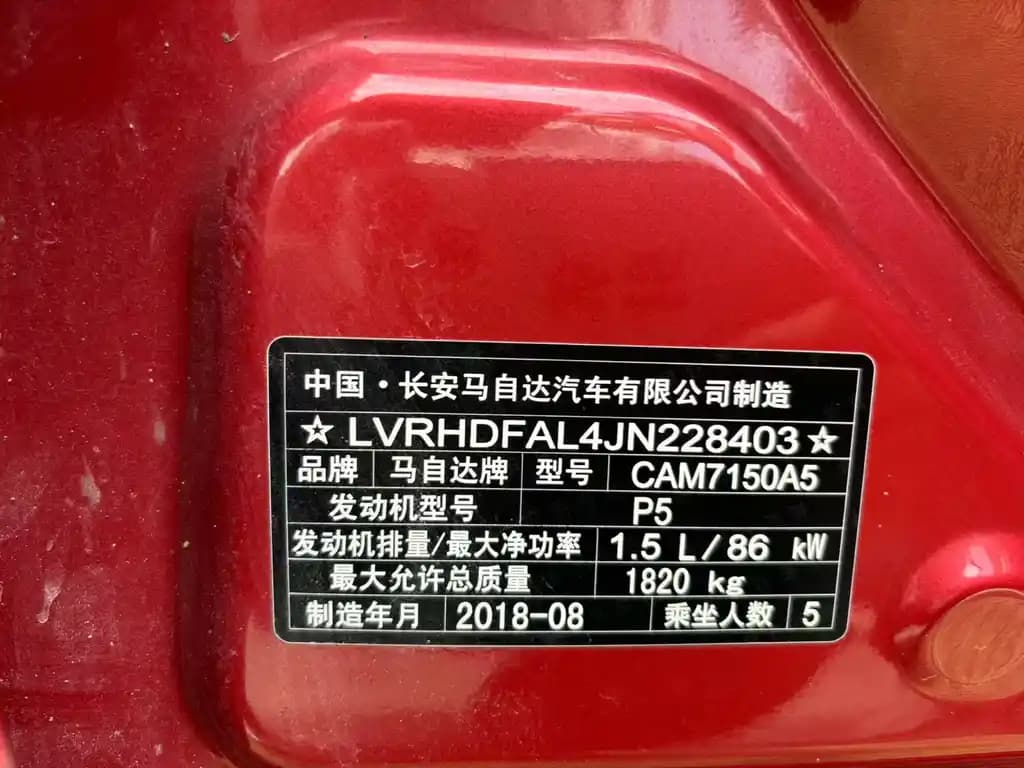 中国·长安马自达汽车有限公司制造
☆LVRHDFAL4JN228403☆
品牌 马自达牌 型号 CAM7150A5
发动机型号 P5
发动机排量/最大净功率 1.5 L/86 kW
最大允许总质量 1820 kg
制造年月 2018-08 乘坐人数 5